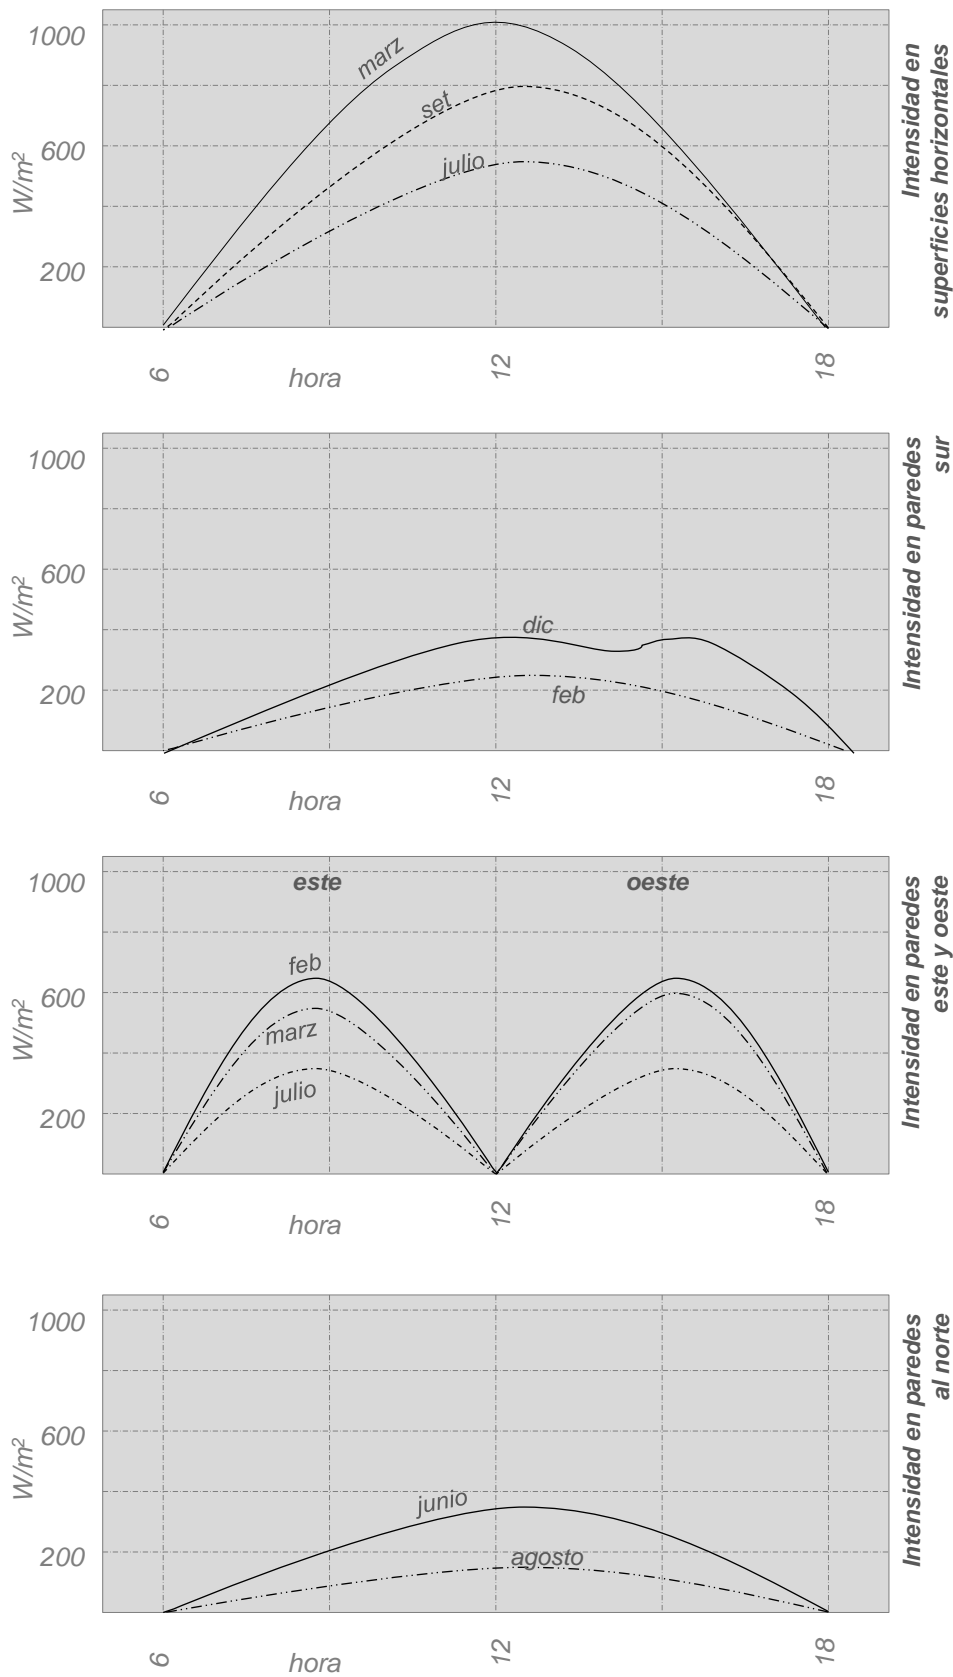 1000
600
200
W/m²
marz
set
julio
6
hora
12
18
Intensidad en
superficies horizontales
1000
600
200
W/m²
dic
feb
6
hora
12
18
Intensidad en paredes
sur
1000
600
200
W/m²
este
oeste
feb
marz
julio
6
hora
12
18
Intensidad en paredes
este y oeste
1000
600
200
W/m²
junio
agosto
6
hora
12
18
Intensidad en paredes
al norte